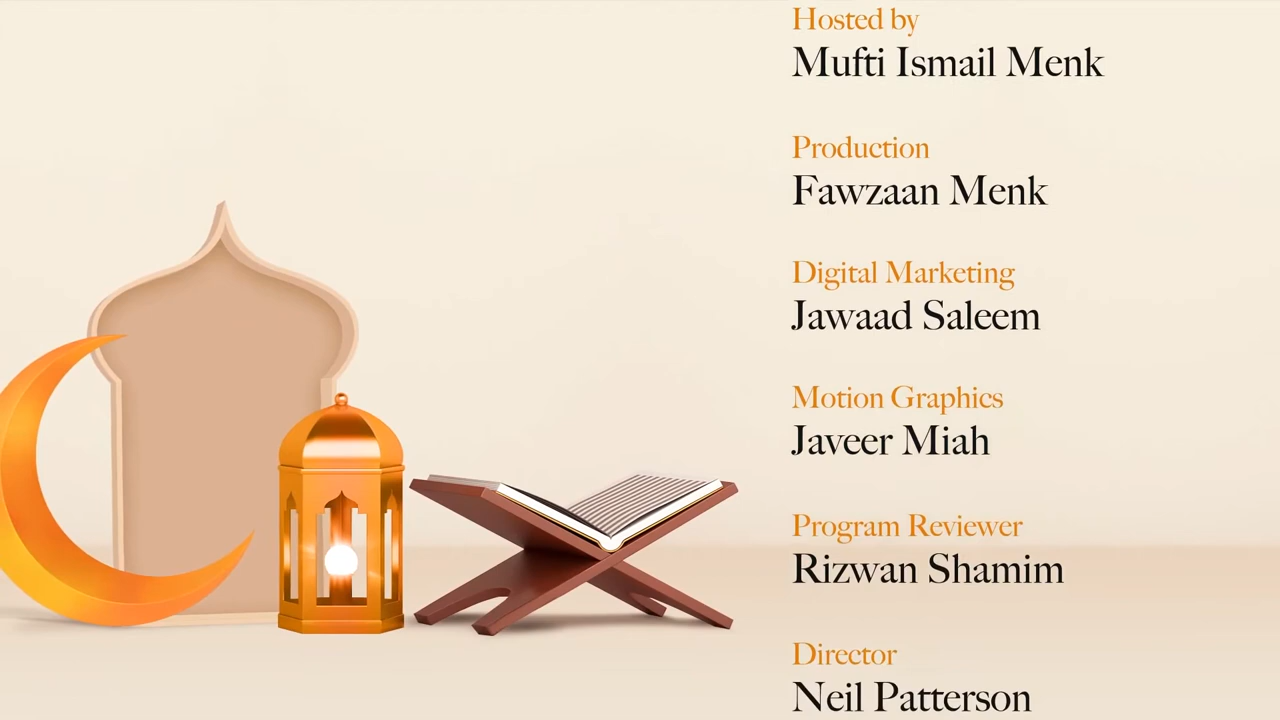 Hosted by
Mufti Ismail Menk
Production
Fawzaan Menk
Digital Marketing
Jawaad Saleem
Motion Graphics
Javeer Miah
Program Reviewer
Rizwan Shamim
Director
Neil Patterson